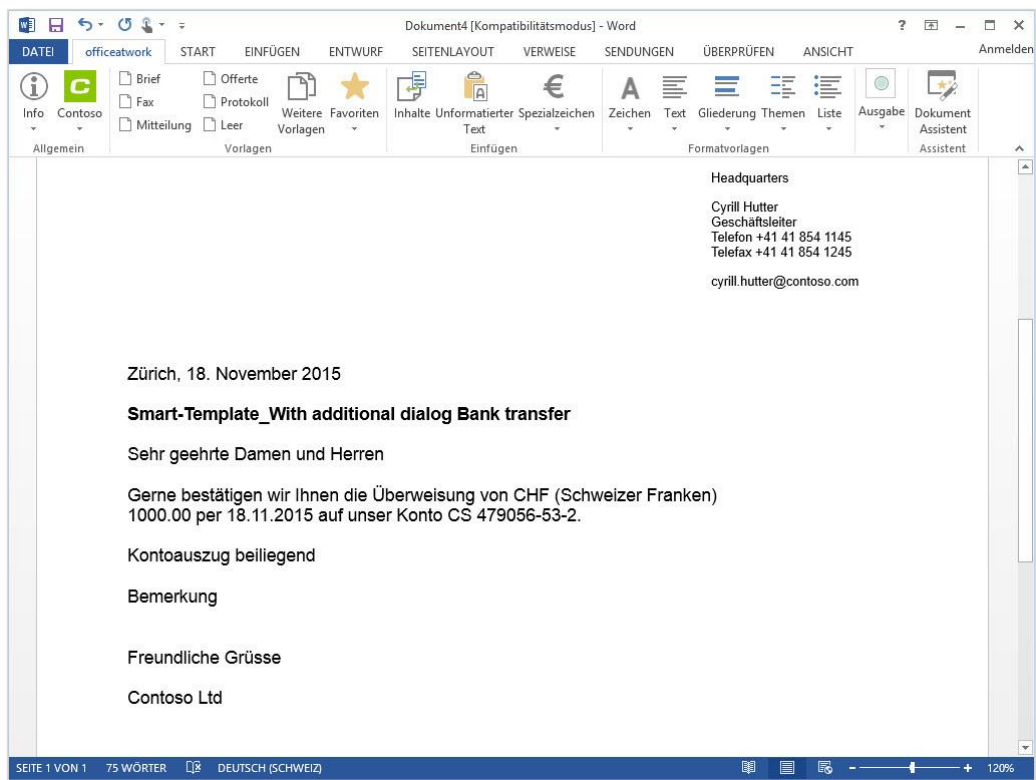 Dokument4 [Kompatibilitätsmodus] - Word
?
DATEI officeatwork START EINFÜGEN ENTWURF SEITENLAYOUT VERWEISE SENDUNGEN ÜBERPRÜFEN ANSICHT Anmelden
Brief Offerte
Fax Protokoll
Mitteilung Leer
Info Contoso Weitere Vorlagen Favoriten Inhalte Unformatierter Text Spezialzeichen Zeichen Text Gliederung Themen Liste Ausgabe Dokument Assistent
Allgemein Vorlagen Einfügen Formatvorlagen Assistent
Headquarters
Cyrill Hutter
Geschäftsleiter
Telefon +41 41 854 1145
Telefax +41 41 854 1245
cyrill.hutter@contoso.com
Zürich, 18. November 2015
Smart-Template_With additional dialog Bank transfer
Sehr geehrte Damen und Herren
Gerne bestätigen wir Ihnen die Überweisung von CHF (Schweizer Franken)
1000.00 per 18.11.2015 auf unser Konto CS 479056-53-2.
Kontoauszug beiliegend
Bemerkung
Freundliche Grüsse
Contoso Ltd
SEITE 1 VON 1 75 WÖRTER DEUTSCH (SCHWEIZ) 120%